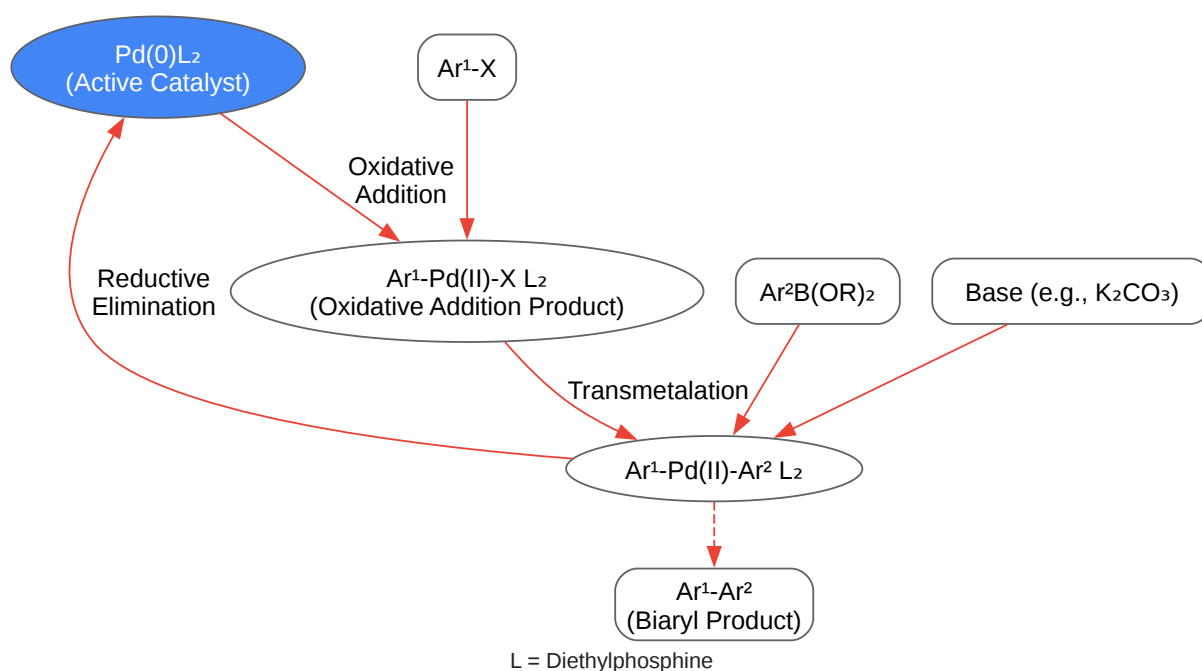 Pd(0)L₂
(Active Catalyst)
Ar¹-X
Oxidative
Addition
Reductive
Elimination
Ar¹-Pd(II)-X L₂
(Oxidative Addition Product)
Ar²B(OR)₂
Base (e.g., K₂CO₃)
Transmetalation
Ar¹-Pd(II)-Ar² L₂
Ar¹-Ar²
(Biaryl Product)
L = Diethylphosphine